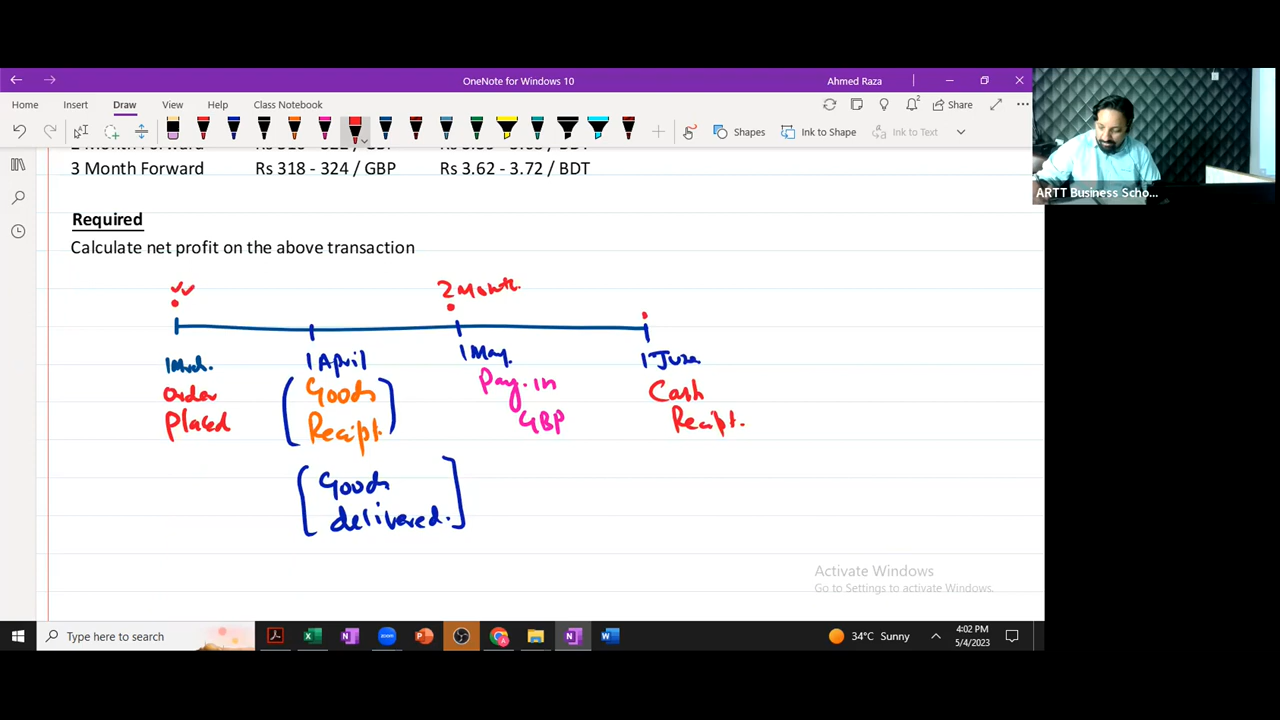 OneNote for Windows 10
Ahmed Raza
Home Insert Draw View Help Class Notebook
Share
Shapes Ink to Shape Ink to Text
3 Month Forward Rs 318 - 324 / GBP Rs 3.62 - 3.72 / BDT
Required
Calculate net profit on the above transaction
2 Month.
1 March. 1 April 1 May. 1 June
Order Placed
Goods Recipt.
Pay. in GBP
Cash Recipt.
Goods delivered.
ARTT Business Scho...
Activate Windows
Go to Settings to activate Windows.
Type here to search
34°C Sunny
4:02 PM
5/4/2023